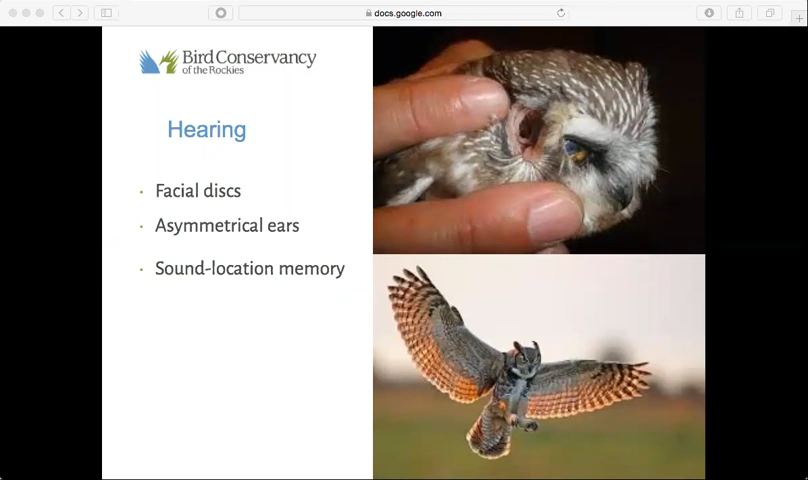 docs.google.com
Bird Conservancy
of the Rockies
Hearing
· Facial discs
· Asymmetrical ears
· Sound-location memory